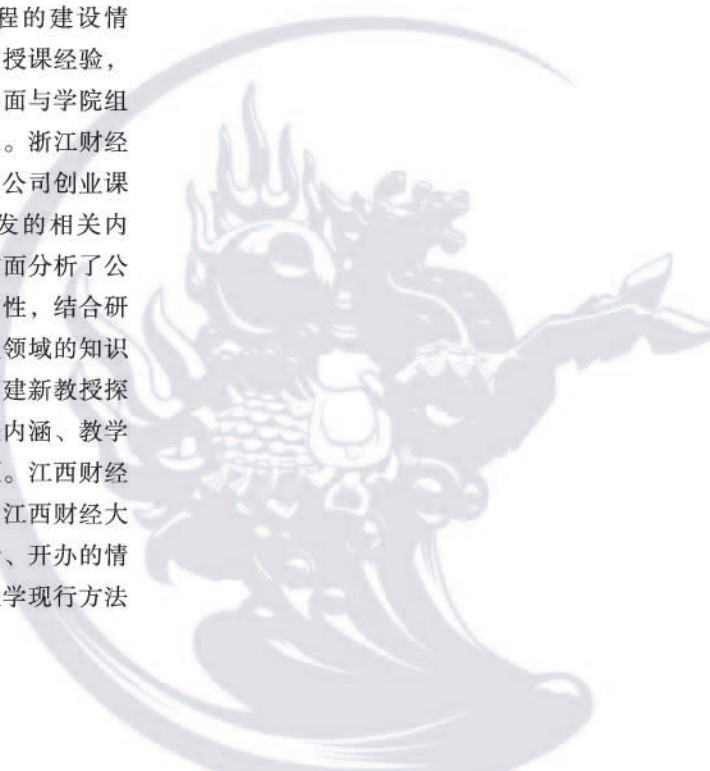 程的建设情
授课经验，
面与学院组
。浙江财经
公司创业课
发的相关内
面分析了公
性，结合研
领域的知识
建新教授探
内涵、教学
。江西财经
江西财经大
、开办的情
学现行方法